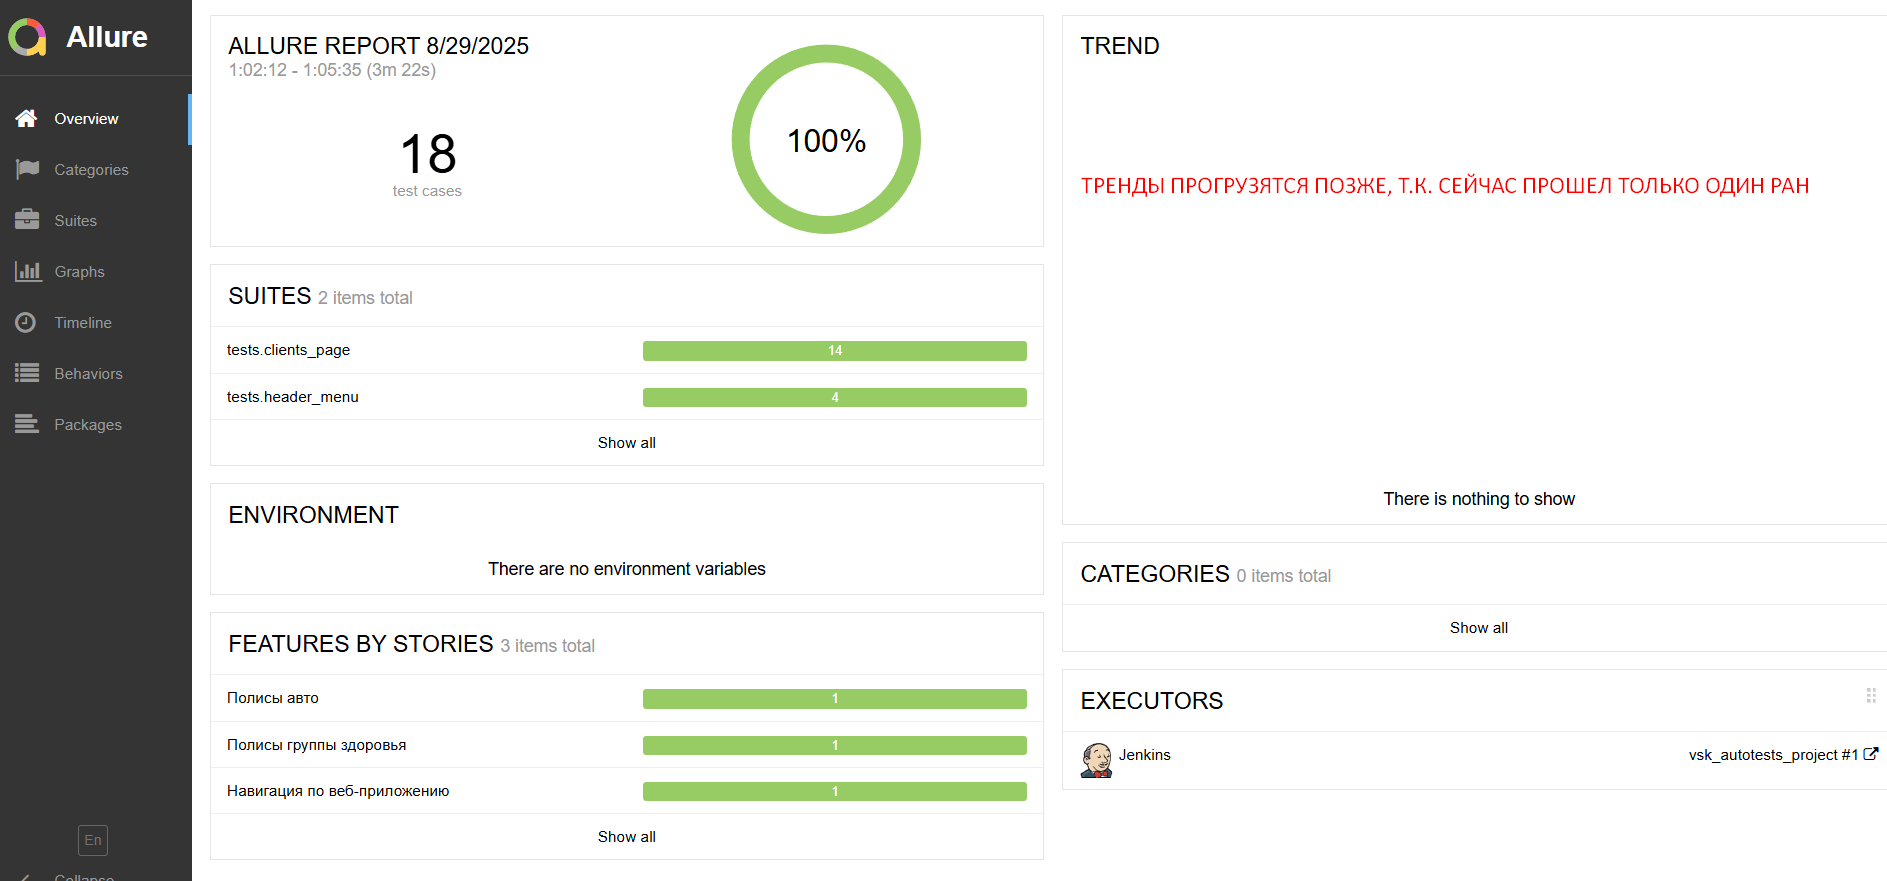 Allure
Overview
Categories
Suites
Graphs
Timeline
Behaviors
Packages
En
Collapse
ALLURE REPORT 8/29/2025
1:02:12 - 1:05:35 (3m 22s)
18
test cases
100%
SUITES 2 items total
tests.clients_page 14
tests.header_menu 4
Show all
ENVIRONMENT
There are no environment variables
FEATURES BY STORIES 3 items total
Полисы авто 1
Полисы группы здоровья 1
Навигация по веб-приложению 1
Show all
TREND
ТРЕНДЫ ПРОГРУЗЯТСЯ ПОЗЖЕ, Т.К. СЕЙЧАС ПРОШЕЛ ТОЛЬКО ОДИН РАН
There is nothing to show
CATEGORIES 0 items total
Show all
EXECUTORS
Jenkins vsk_autotests_project #1